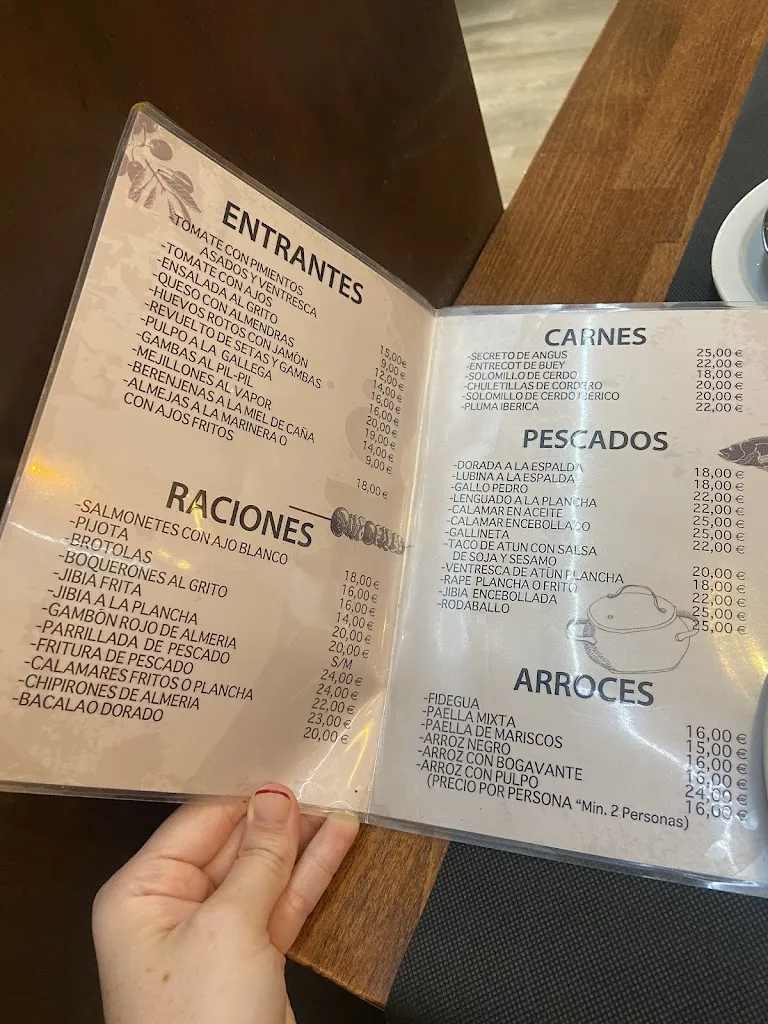 ENTRANTES
-TOMATE CON PIMIENTOS
ASADOS Y VENTRESCA 15,00€
-TOMATE CON AJOS 9,00€
-ENSALADA AL GRITO 12,00€
-QUESO CON ALMENDRAS 14,00€
-HUEVOS ROTOS CON JAMÓN 16,00€
-REVUELTO DE SETAS Y GAMBAS 16,00€
-PULPO A LA GALLEGA 20,00€
-GAMBAS AL PIL-PIL 19,00€
-MEJILLONES AL VAPOR 14,00€
-BERENJENAS A LA MIEL DE CAÑA 9,00€
-ALMEJAS A LA MARINERA O
CON AJOS FRITOS 18,00€
RACIONES
-SALMONETES CON AJO BLANCO 18,00€
-PIJOTA 16,00€
-BROTOLAS 16,00€
-BOQUERONES AL GRITO 14,00€
-JIBIA FRITA 20,00€
-JIBIA A LA PLANCHA 20,00€
-GAMBÓN ROJO DE ALMERIA S/M
-PARRILLADA DE PESCADO 24,00€
-FRITURA DE PESCADO 24,00€
-CALAMARES FRITOS O PLANCHA 22,00€
-CHIPIRONES DE ALMERIA 23,00€
-BACALAO DORADO 20,00€
CARNES
-SECRETO DE ANGUS 25,00€
-ENTRECOT DE BUEY 22,00€
-SOLOMILLO DE CERDO 18,00€
-CHULETILLAS DE CORDERO 20,00€
-SOLOMILLO DE CERDO IBERICO 20,00€
-PLUMA IBERICA 22,00€
PESCADOS
-DORADA A LA ESPALDA 18,00€
-LUBINA A LA ESPALDA 18,00€
-GALLO PEDRO 22,00€
-LENGUADO A LA PLANCHA 22,00€
-CALAMAR EN ACEITE 25,00€
-CALAMAR ENCEBOLLADO 25,00€
-GALLINETA 22,00€
-TACO DE ATUN CON SALSA
DE SOJA Y SESAMO 20,00€
-VENTRESCA DE ATÚN PLANCHA 18,00€
-RAPE PLANCHA O FRITO 22,00€
-JIBIA ENCEBOLLADA 25,00€
-RODABALLO 25,00€
ARROCES
-FIDEGUA 16,00€
-PAELLA MIXTA 15,00€
-PAELLA DE MARISCOS 16,00€
-ARROZ NEGRO 16,00€
-ARROZ CON BOGAVANTE 24,00€
-ARROZ CON PULPO 16,00€
(PRECIO POR PERSONA "Min. 2 Personas)